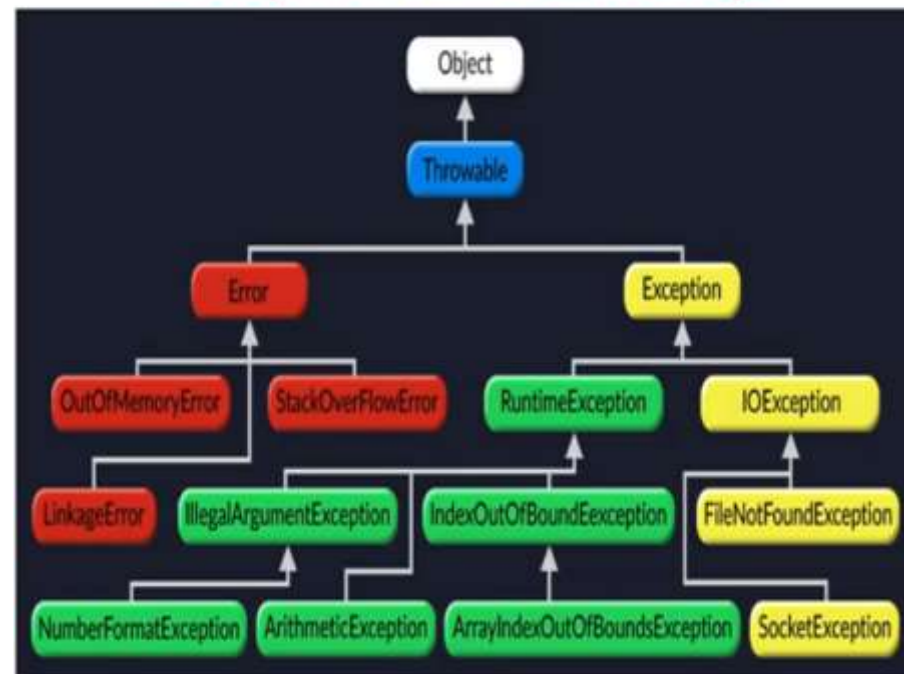 Object
Throwable
Error
Exception
OutOfMemoryError
StackOverFlowError
RuntimeException
IOException
LinkageError
IllegalArgumentException
IndexOutOfBoundEexception
FileNotFoundException
NumberFormatException
ArithmeticException
ArrayIndexOutOfBoundsException
SocketException